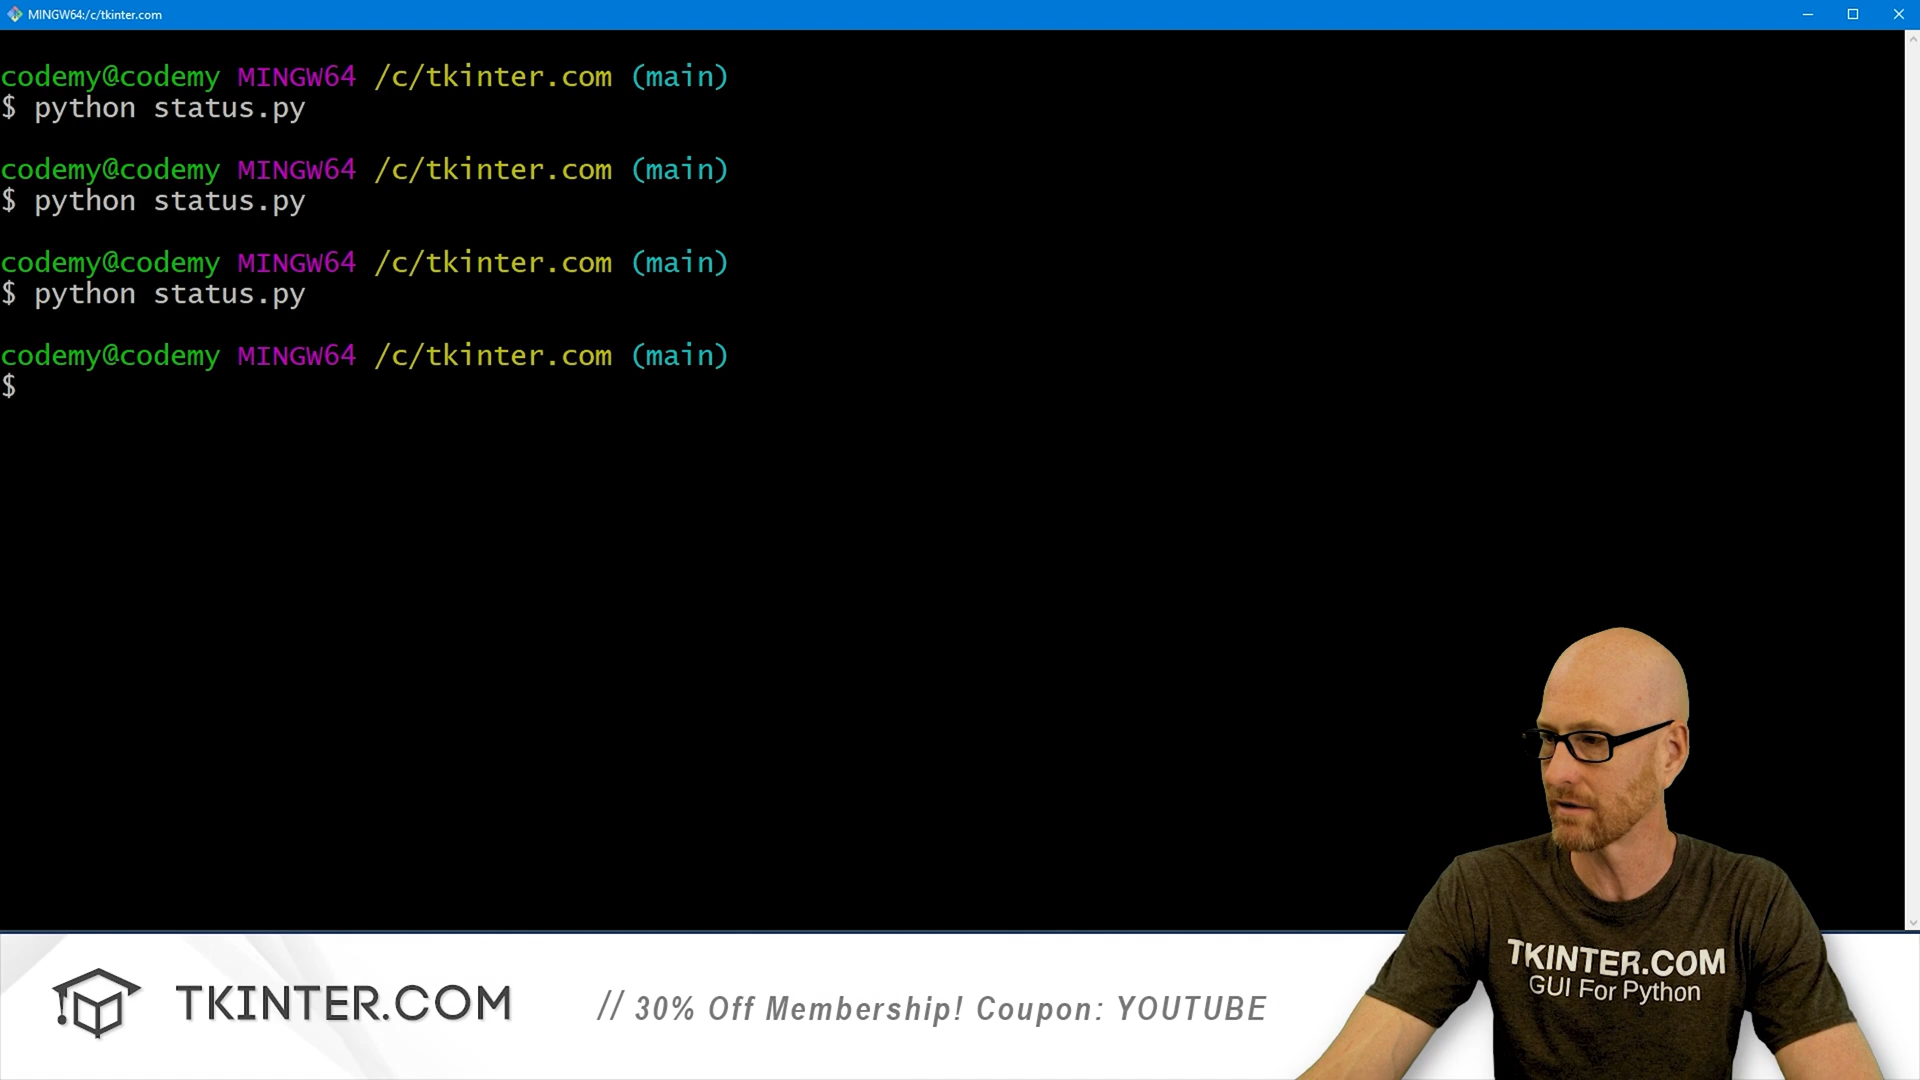 MINGW64:/c/tkinter.com
codemy@codemy MINGW64 /c/tkinter.com (main)
$ python status.py
codemy@codemy MINGW64 /c/tkinter.com (main)
$ python status.py
codemy@codemy MINGW64 /c/tkinter.com (main)
$ python status.py
codemy@codemy MINGW64 /c/tkinter.com (main)
$
TKINTER.COM
GUI For Python
TKINTER.COM // 30% Off Membership! Coupon: YOUTUBE